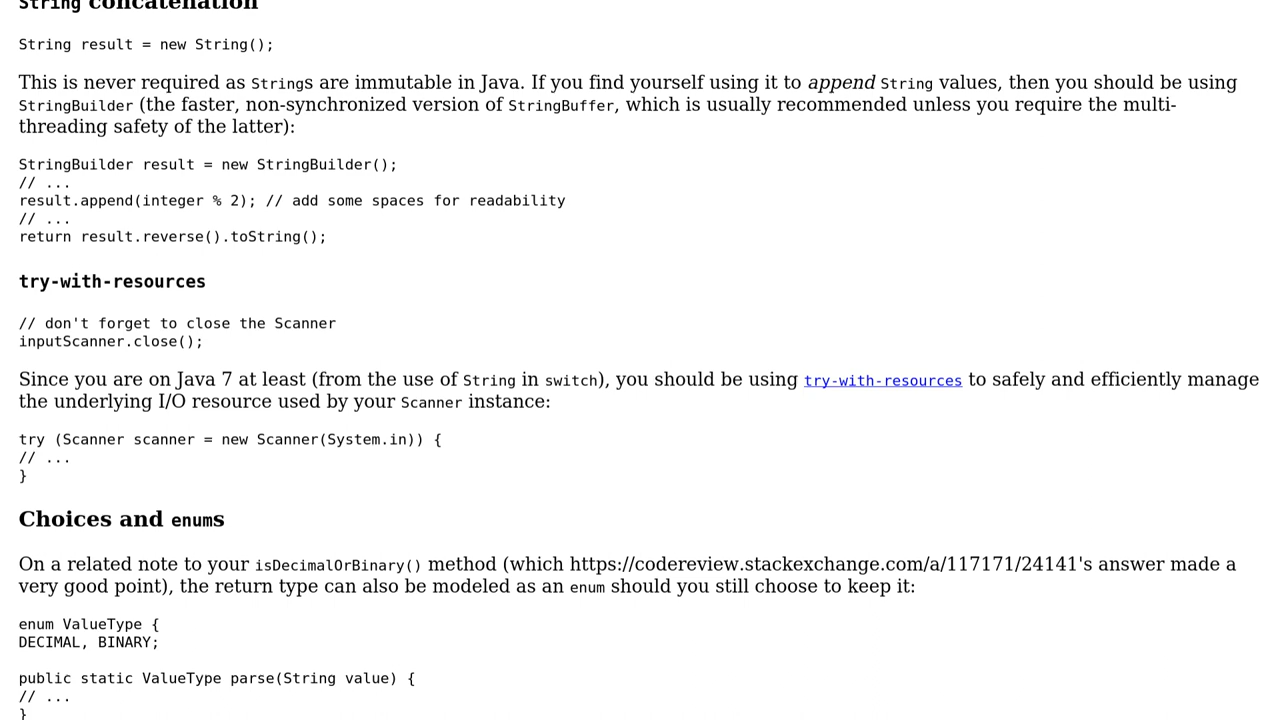 String concatenation
String result = new String();
This is never required as Strings are immutable in Java. If you find yourself using it to append String values, then you should be using
StringBuilder (the faster, non-synchronized version of StringBuffer, which is usually recommended unless you require the multi-
threading safety of the latter):
StringBuilder result = new StringBuilder();
// ...
result.append(integer % 2); // add some spaces for readability
// ...
return result.reverse().toString();
try-with-resources
// don't forget to close the Scanner
inputScanner.close();
Since you are on Java 7 at least (from the use of String in switch), you should be using try-with-resources to safely and efficiently manage
the underlying I/O resource used by your Scanner instance:
try (Scanner scanner = new Scanner(System.in)) {
// ...
}
Choices and enums
On a related note to your isDecimalOrBinary() method (which https://codereview.stackexchange.com/a/117171/24141's answer made a
very good point), the return type can also be modeled as an enum should you still choose to keep it:
enum ValueType {
DECIMAL, BINARY;
public static ValueType parse(String value) {
// ...
}